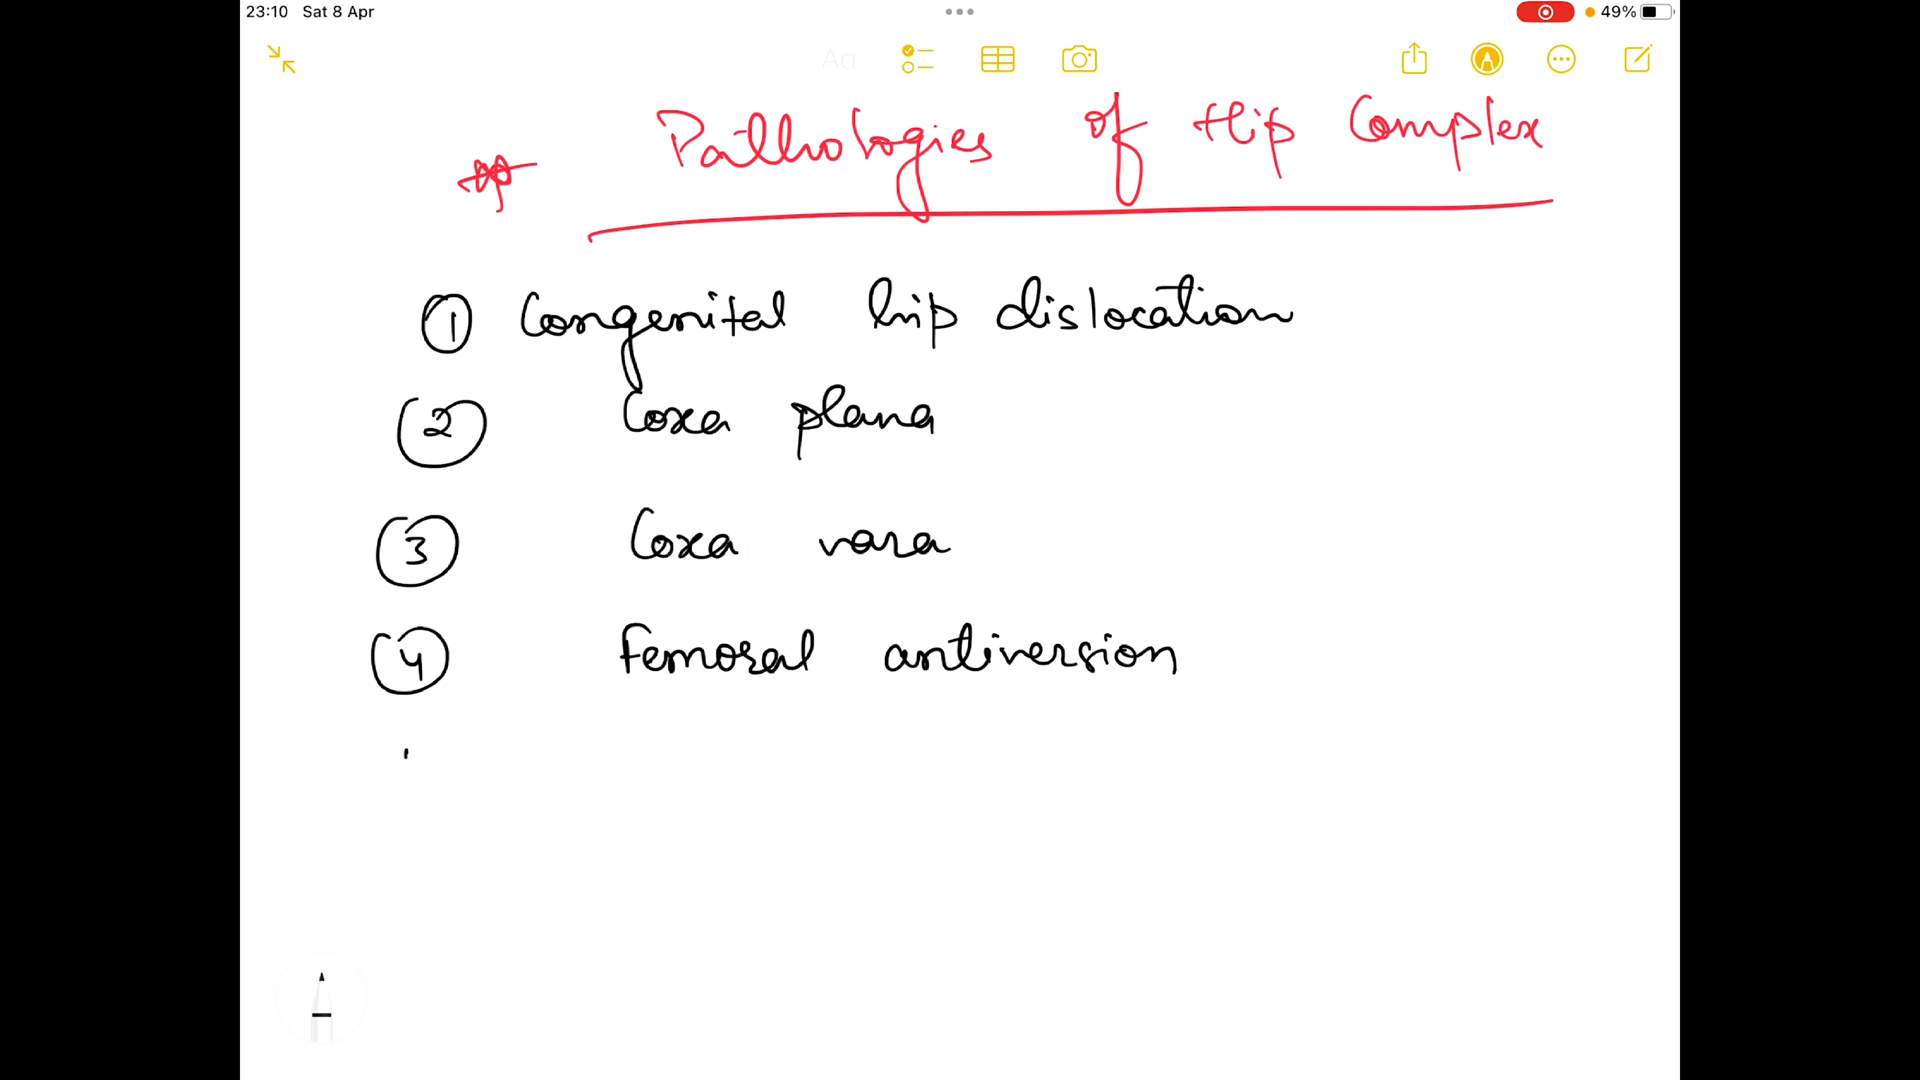 23:10 Sat 8 Apr
49%
Aa
Pathologies of Hip Complex
1 Congenital hip dislocation
2 Coxa plana
3 Coxa vara
4 Femoral antiversion